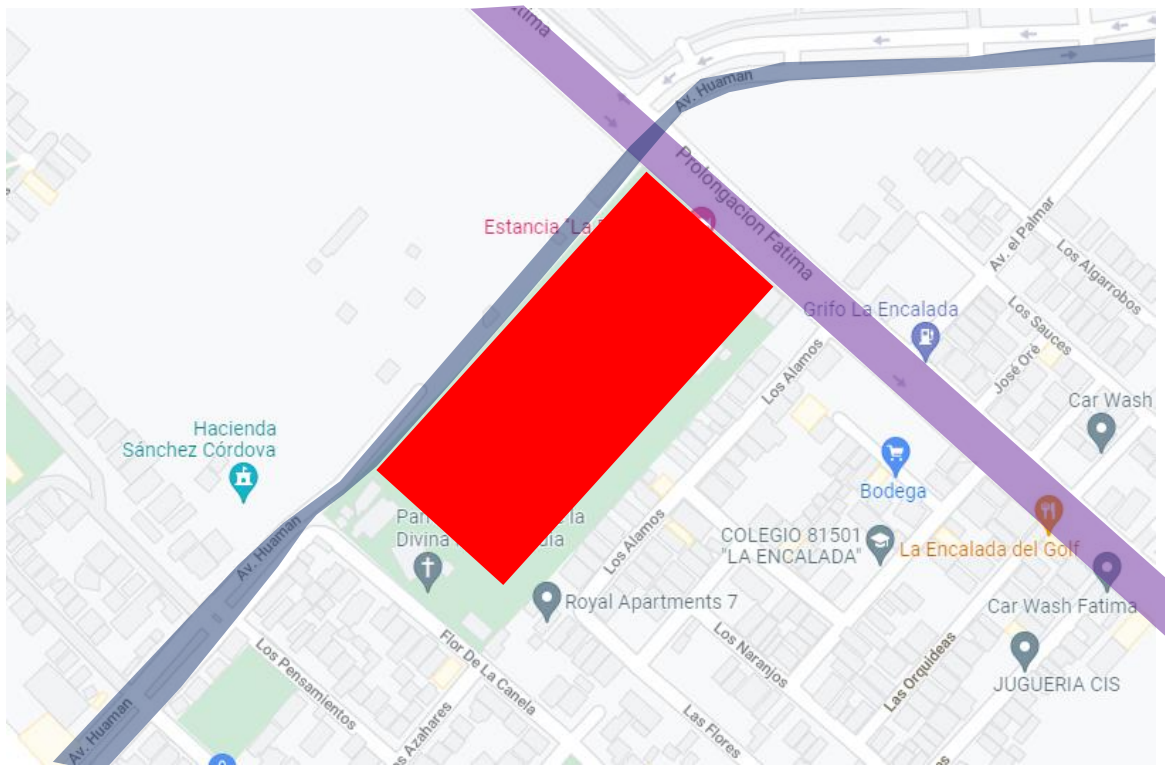 Av. Huaman
Prolongacion Fatima
Estancia "La
Av. el Palmar
Los Algarrobos
Grifo La Encalada
Los Sauces
José Oré
Los Alamos
Car Wash
Hacienda
Sánchez Córdova
Bodega
la
Divina
COLEGIO 81501
"LA ENCALADA"
La Encalada del Golf
Av. Huaman
Los Alamos
Royal Apartments 7
Car Wash Fatima
Flor De La Canela
Los Naranjos
Las Orquideas
JUGUERIA CIS
Los Pensamientos
Azahares
Las Flores
Av. Huaman